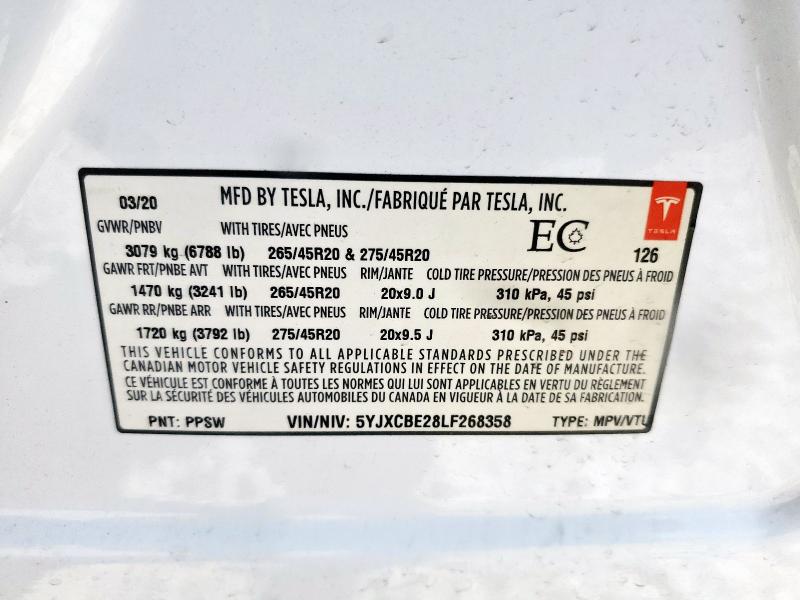 03/20 MFD BY TESLA, INC./FABRIQUÉ PAR TESLA, INC.
TESLA
GVWR/PNBV WITH TIRES/AVEC PNEUS
EC
126
3079 kg (6788 lb) 265/45R20 & 275/45R20
GAWR FRT/PNBE AVT WITH TIRES/AVEC PNEUS RIM/JANTE COLD TIRE PRESSURE/PRESSION DES PNEUS À FROID
1470 kg (3241 lb) 265/45R20 20x9.0 J 310 kPa, 45 psi
GAWR RR/PNBE ARR WITH TIRES/AVEC PNEUS RIM/JANTE COLD TIRE PRESSURE/PRESSION DES PNEUS À FROID
1720 kg (3792 lb) 275/45R20 20x9.5 J 310 kPa, 45 psi
THIS VEHICLE CONFORMS TO ALL APPLICABLE STANDARDS PRESCRIBED UNDER THE
CANADIAN MOTOR VEHICLE SAFETY REGULATIONS IN EFFECT ON THE DATE OF MANUFACTURE.
CE VÉHICULE EST CONFORME À TOUTES LES NORMES QUI LUI SONT APPLICABLES EN VERTU DU RÈGLEMENT
SUR LA SÉCURITÉ DES VÉHICULES AUTOMOBILES DU CANADA EN VIGUEUR À LA DATE DE SA FABRICATION.
PNT: PPSW VIN/NIV: 5YJXCBE28LF268358 TYPE: MPV/VTU